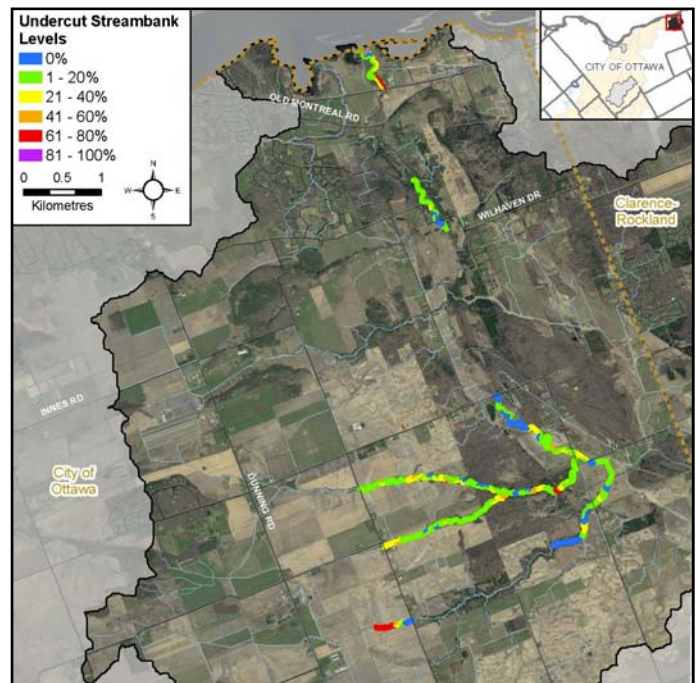 Undercut Streambank
Levels
0%
1 - 20%
21 - 40%
41 - 60%
61 - 80%
81 - 100%
0 0.5 1
Kilometres
N
W E
S
CITY OF OTTAWA
OLD MONTREAL RD
WILHAVEN DR
Clarence-
Rockland
INNES RD
City of
Ottawa
DUNNING RD